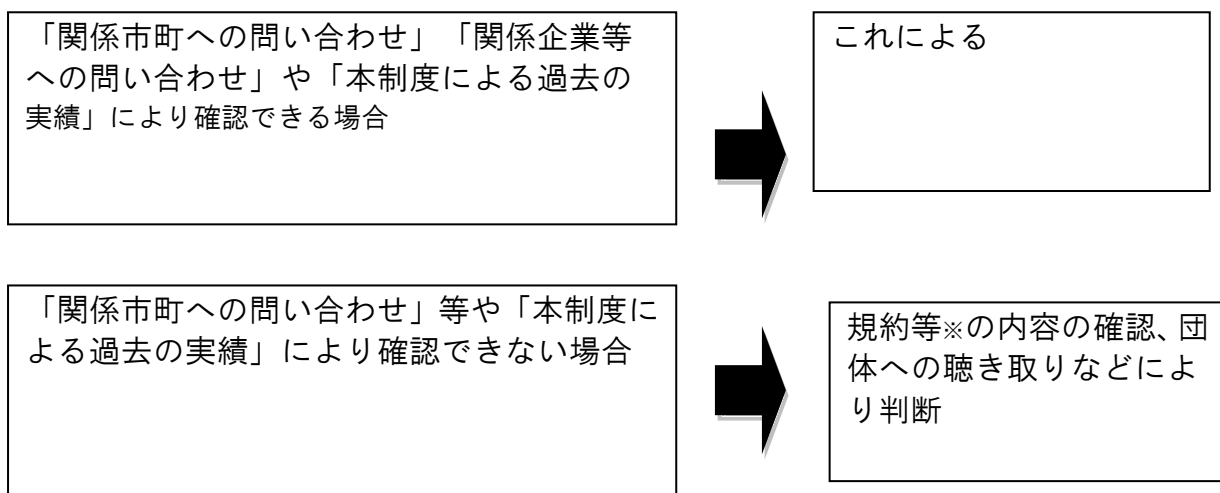 「関係市町への問い合わせ」「関係企業等
への問い合わせ」や「本制度による過去の
実績」により確認できる場合
これによる
「関係市町への問い合わせ」等や「本制度に
よる過去の実績」により確認できない場合
規約等※の内容の確認、団
体への聴き取りなどによ
り判断